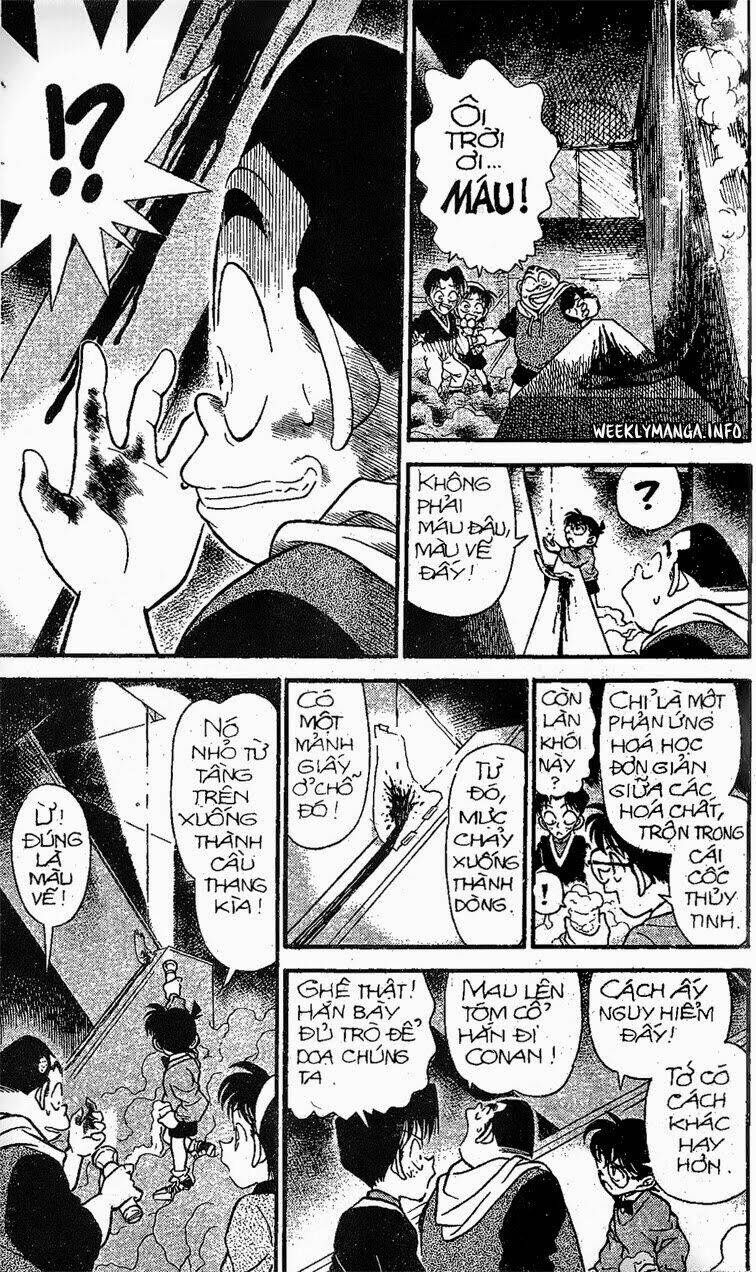 !?
ÔI
TRỜI
ƠI...
MÁU!
WEEKLYMANGA.INFO
KHÔNG
PHẢI
MÁU ĐÂU,
MÀU VẼ
ĐẤY!
?
Ừ!
ĐÚNG
LÀ
MÀU
VẼ!
NÓ
NHỎ TỪ
TẦNG
TRÊN
XUỐNG
THÀNH
CẦU
THANG
KÌA!
CÓ
MỘT
MẢNH
GIẤY
Ở CHỖ
ĐÓ!
TỪ
ĐÓ,
MỰC
CHẢY
XUỐNG
THÀNH
DÒNG.
CÒN
LÀN
KHÓI
NÀY
?
!
CHỈ LÀ MỘT
PHẢN ỨNG
HOÁ HỌC
ĐƠN GIẢN
GIỮA CÁC
HOÁ CHẤT,
TRỘN TRONG
CÁI
CỐC
THỦY
TINH.
GHÊ THẬT!
HẮN BÀY
ĐỦ TRÒ ĐỂ
DOA CHÚNG
TA.
MAU LÊN
TÓM CỔ
HẮN ĐI
CONAN!
CÁCH ẤY
NGUY HIỂM
ĐẤY!
TỚ CÓ
CÁCH
KHÁC
HAY
HƠN.